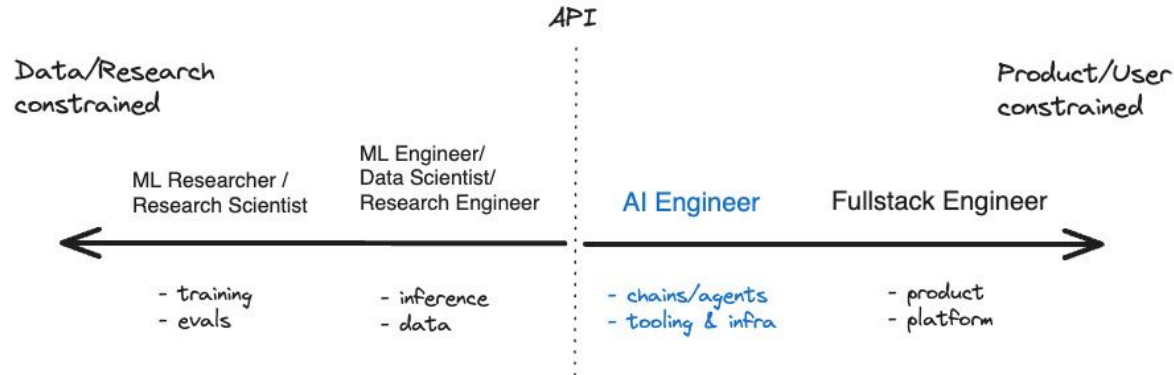 API
Data/Research
constrained
Product/User
constrained
ML Researcher /
Research Scientist
ML Engineer/
Data Scientist/
Research Engineer
AI Engineer
Fullstack Engineer
- training
- evals
- inference
- data
- chains/agents
- tooling & infra
- product
- platform